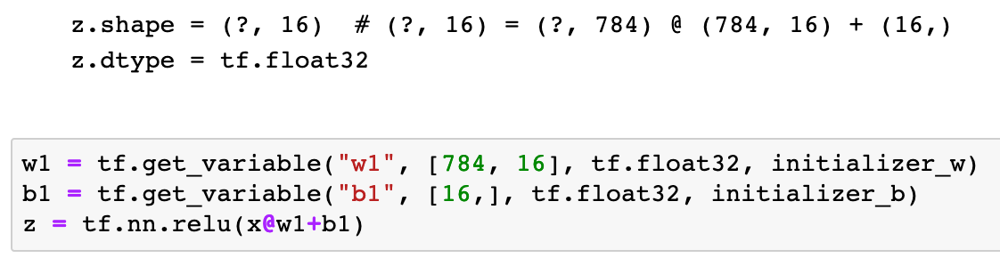 z.shape = (?, 16)  # (?, 16) = (?, 784) @ (784, 16) + (16,)
z.dtype = tf.float32
w1 = tf.get_variable("w1", [784, 16], tf.float32, initializer_w)
b1 = tf.get_variable("b1", [16,], tf.float32, initializer_b)
z = tf.nn.relu(x@w1+b1)